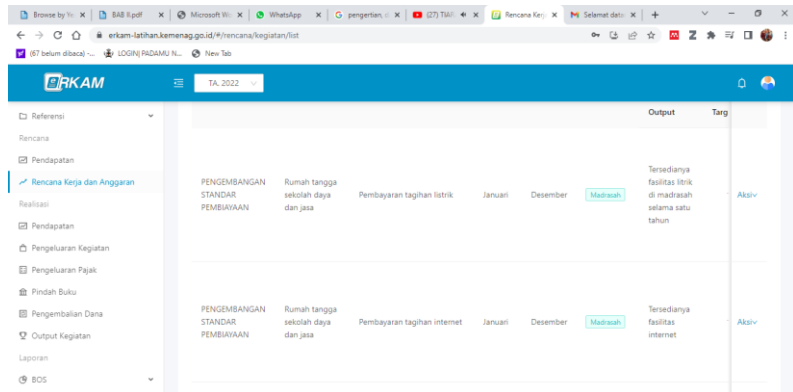 Browse by Ye
BAB II.pdf
Microsoft Wo
WhatsApp
pengertian, c
(27) TIAI
Rencana Kerj
Selamat data
erkam-latihan.kemenag.go.id/#/rencana/kegiatan/list
(67 belum dibaca) -...
LOGIN| PADAMU N...
New Tab
ERKAM
TA. 2022
Referensi
Rencana
Pendapatan
Rencana Kerja dan Anggaran
Realisasi
Pendapatan
Pengeluaran Kegiatan
Pengeluaran Pajak
Pindah Buku
Pengembalian Dana
Output Kegiatan
Laporan
BOS
Output Targ
PENGEMBANGAN
STANDAR
PEMBIAYAAN
Rumah tangga
sekolah daya
dan jasa
Pembayaran tagihan listrik
Januari
Desember
Madrasah
Tersedianya
fasilitas litrik
di madrasah
selama satu
tahun
Aksi
PENGEMBANGAN
STANDAR
PEMBIAYAAN
Rumah tangga
sekolah daya
dan jasa
Pembayaran tagihan internet
Januari
Desember
Madrasah
Tersedianya
fasilitas
internet
Aksi